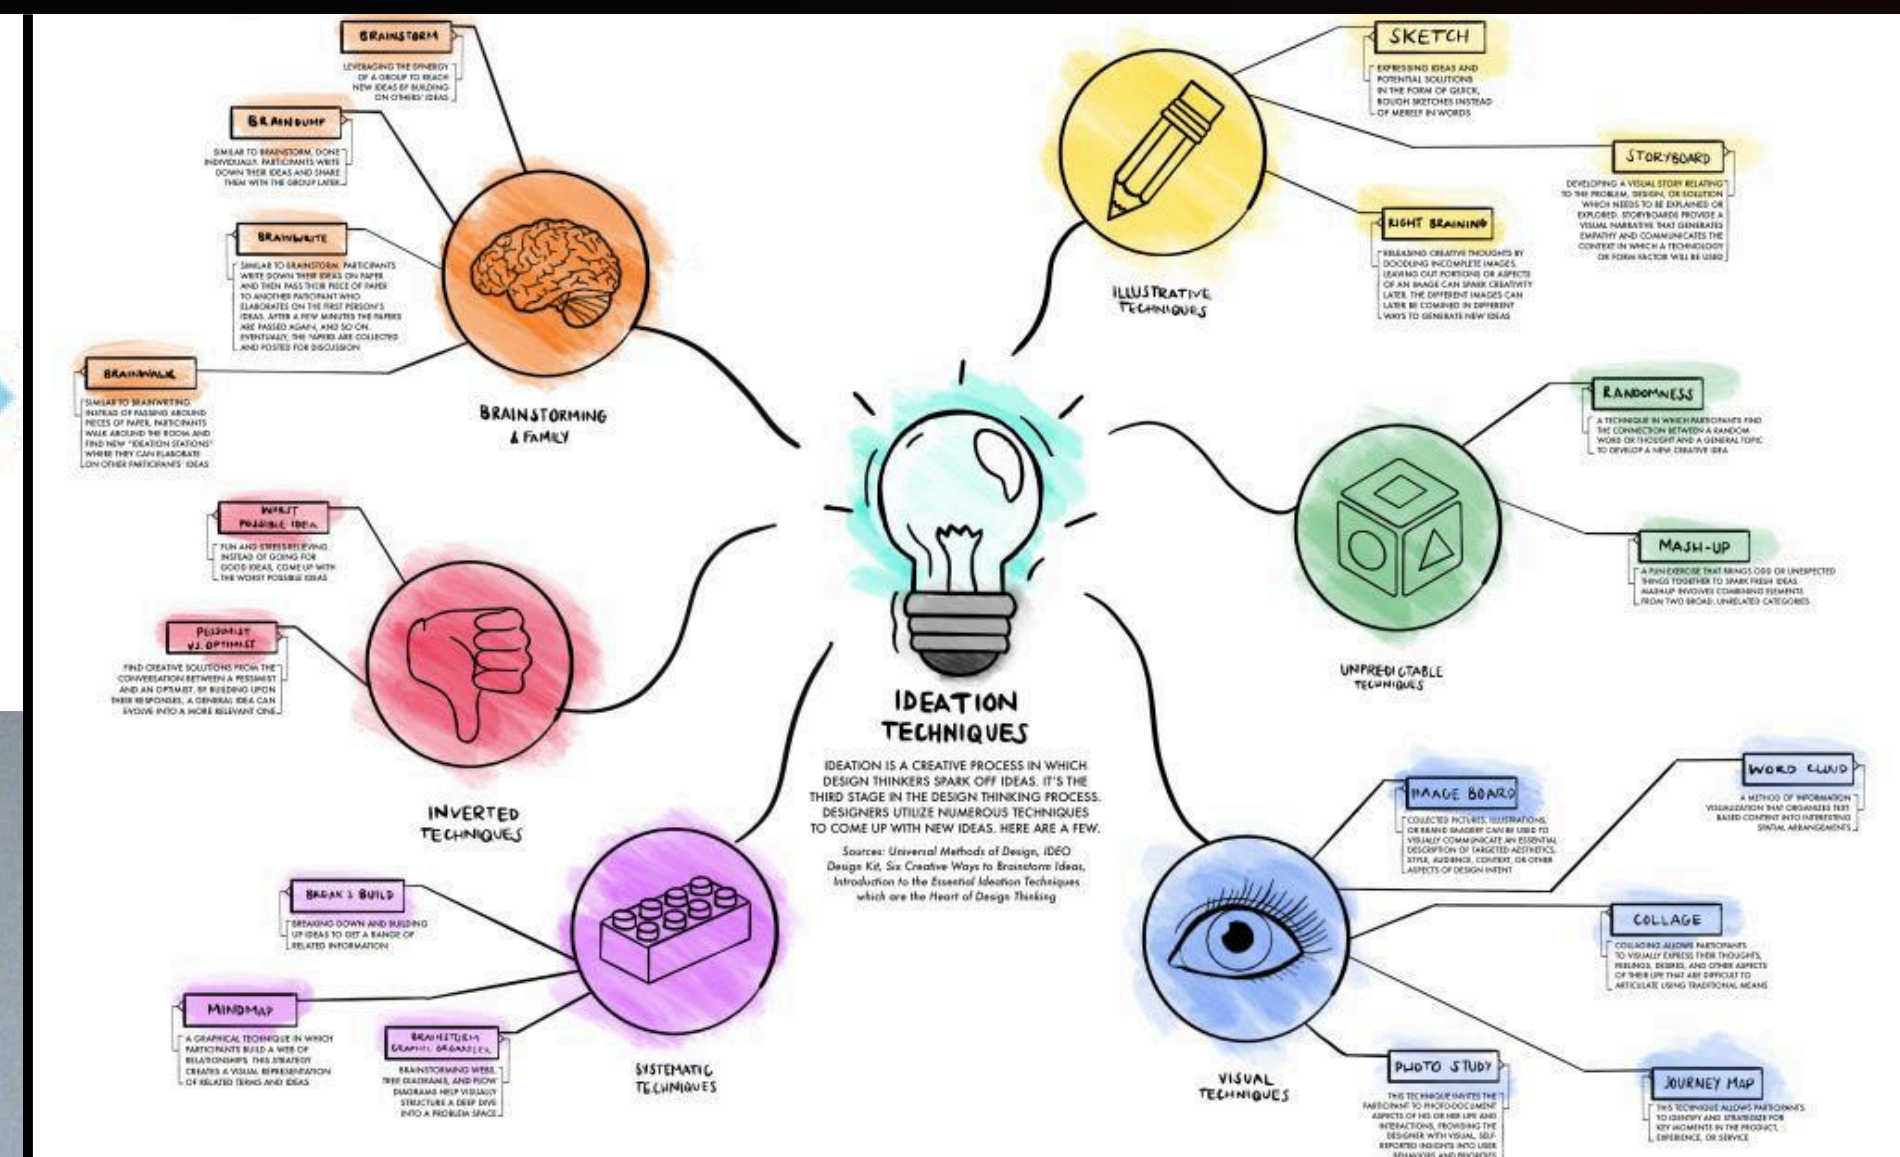 BRAINSTORM
LEVERAGING THE SYNERGY
OF A GROUP TO REACH
NEW IDEAS BY BUILDING
ON OTHERS' IDEAS
BRAINDUMP
SIMILAR TO BRAINSTORM, DONE
INDIVIDUALLY. PARTICIPANTS WRITE
DOWN THEIR IDEAS AND SHARE
THEM WITH THE GROUP LATER
BRAINWRITE
SIMILAR TO BRAINSTORM, PARTICIPANTS
WRITE DOWN THEIR IDEAS ON PAPER
AND THEN PASS THEIR PIECE OF PAPER
TO ANOTHER PATICIPANT WHO
ELABORATES ON THE FIRST PERSON'S
IDEAS. AFTER A FEW MINUTES THE PAPERS
ARE PASSED AGAIN, AND SO ON.
EVENTUALLY, THE PAPERS ARE COLLECTED
AND POSTED FOR DISCUSSION
BRAINWALK
SIMILAR TO BRAINWRITING.
INSTEAD OF PASSING AROUND
PIECES OF PAPER, PARTICIPANTS
WALK AROUND THE ROOM AND
FIND NEW "IDEATION STATIONS"
WHERE THEY CAN ELABORATE
ON OTHER PARTICIPANTS' IDEAS
BRAINSTORMING
& FAMILY
SKETCH
EXPRESSING IDEAS AND
POTENTIAL SOLUTIONS
IN THE FORM OF QUICK,
ROUGH SKETCHES INSTEAD
OF MERELY IN WORDS
STORYBOARD
DEVELOPING A VISUAL STORY RELATING
TO THE PROBLEM, DESIGN, OR SOLUTION
WHICH NEEDS TO BE EXPLAINED OR
EXPLORED. STORYBOARDS PROVIDE A
VISUAL NARRATIVE THAT GENERATES
EMPATHY AND COMMUNICATES THE
CONTEXT IN WHICH A TECHNOLOGY
OR FORM FACTOR WILL BE USED
RIGHT BRAINING
RELEASING CREATIVE THOUGHTS BY
DOODLING INCOMPLETE IMAGES.
LEAVING OUT PORTIONS OR ASPECTS
OF AN IMAGE CAN SPARK CREATIVITY
LATER. THE DIFFERENT IMAGES CAN
LATER BE COMINED IN DIFFERENT
WAYS TO GENERATE NEW IDEAS
ILLUSTRATIVE
TECHNIQUES
RANDOMNESS
A TECHNIQUE IN WHICH PARTICIPANTS FIND
THE CONNECTION BETWEEN A RANDOM
WORD OR THOUGHT AND A GENERAL TOPIC
TO DEVELOP A NEW CREATIVE IDEA
MASH-UP
A FUN EXERCISE THAT BRINGS ODD OR UNEXPECTED
THINGS TOGETHER TO SPARK FRESH IDEAS.
MASH-UP INVOLVES COMBINING ELEMENTS
FROM TWO BROAD, UNRELATED CATEGORIES
UNPREDICTABLE
TECHNIQUES
WORST
POSSIBLE IDEA
FUN AND STRESS-RELIEVING.
INSTEAD OF GOING FOR
GOOD IDEAS, COME UP WITH
THE WORST POSSIBLE IDEAS
PESSIMIST
VS. OPTIMIST
FIND CREATIVE SOLUTIONS FROM THE
CONVERSATION BETWEEN A PESSIMIST
AND AN OPTIMIST. BY BUILDING UPON
THEIR RESPONSES, A GENERAL IDEA CAN
EVOLVE INTO A MORE RELEVANT ONE
INVERTED
TECHNIQUES
IDEATION
TECHNIQUES
IDEATION IS A CREATIVE PROCESS IN WHICH
DESIGN THINKERS SPARK OFF IDEAS. IT'S THE
THIRD STAGE IN THE DESIGN THINKING PROCESS.
DESIGNERS UTILIZE NUMEROUS TECHNIQUES
TO COME UP WITH NEW IDEAS. HERE ARE A FEW.
Sources: Universal Methods of Design, IDEO
Design Kit, Six Creative Ways to Brainstorm Ideas,
Introduction to the Essential Ideation Techniques
which are the Heart of Design Thinking
BREAK & BUILD
BREAKING DOWN AND BUILDING
UP IDEAS TO GET A RANGE OF
RELATED INFORMATION
MINDMAP
A GRAPHICAL TECHNIQUE IN WHICH
PARTICIPANTS BUILD A WEB OF
RELATIONSHIPS. THIS STRATEGY
CREATES A VISUAL REPRESENTATION
OF RELATED TERMS AND IDEAS
BRAINSTORM
GRAPHIC ORGANIZER
BRAINSTORMING WEBS,
TREE DIAGRAMS, AND FLOW
DIAGRAMS HELP VISUALLY
STRUCTURE A DEEP DIVE
INTO A PROBLEM SPACE
SYSTEMATIC
TECHNIQUES
IMAGE BOARD
COLLECTED PICTURES, ILLUSTRATIONS,
OR BRAND IMAGERY CAN BE USED TO
VISUALLY COMMUNICATE AN ESSENTIAL
DESCRIPTION OF TARGETED AESTHETICS,
STYLE, AUDIENCE, CONTEXT, OR OTHER
ASPECTS OF DESIGN INTENT
WORD CLOUD
A METHOD OF INFORMATION
VISUALIZATION THAT ORGANIZES TEXT-
BASED CONTENT INTO INTERESTING
SPATIAL ARRANGEMENTS
COLLAGE
COLLAGING ALLOWS PARTICIPANTS
TO VISUALLY EXPRESS THEIR THOUGHTS,
FEELINGS, DESIRES, AND OTHER ASPECTS
OF THEIR LIFE THAT ARE DIFFICULT TO
ARTICULATE USING TRADITIONAL MEANS
PHOTO STUDY
THIS TECHNIQUE INVITES THE
PARTICIPANT TO PHOTO-DOCUMENT
ASPECTS OF HIS OR HER LIFE AND
INTERACTIONS, PROVIDING THE
DESIGNER WITH VISUAL, SELF-
REPORTED INSIGHTS INTO USER
BEHAVIORS AND PRIORITIES
JOURNEY MAP
THIS TECHNIQUE ALLOWS PARTICIPANTS
TO IDENTIFY AND STRATEGIZE FOR
KEY MOMENTS IN THE PRODUCT,
EXPERIENCE, OR SERVICE
VISUAL
TECHNIQUES